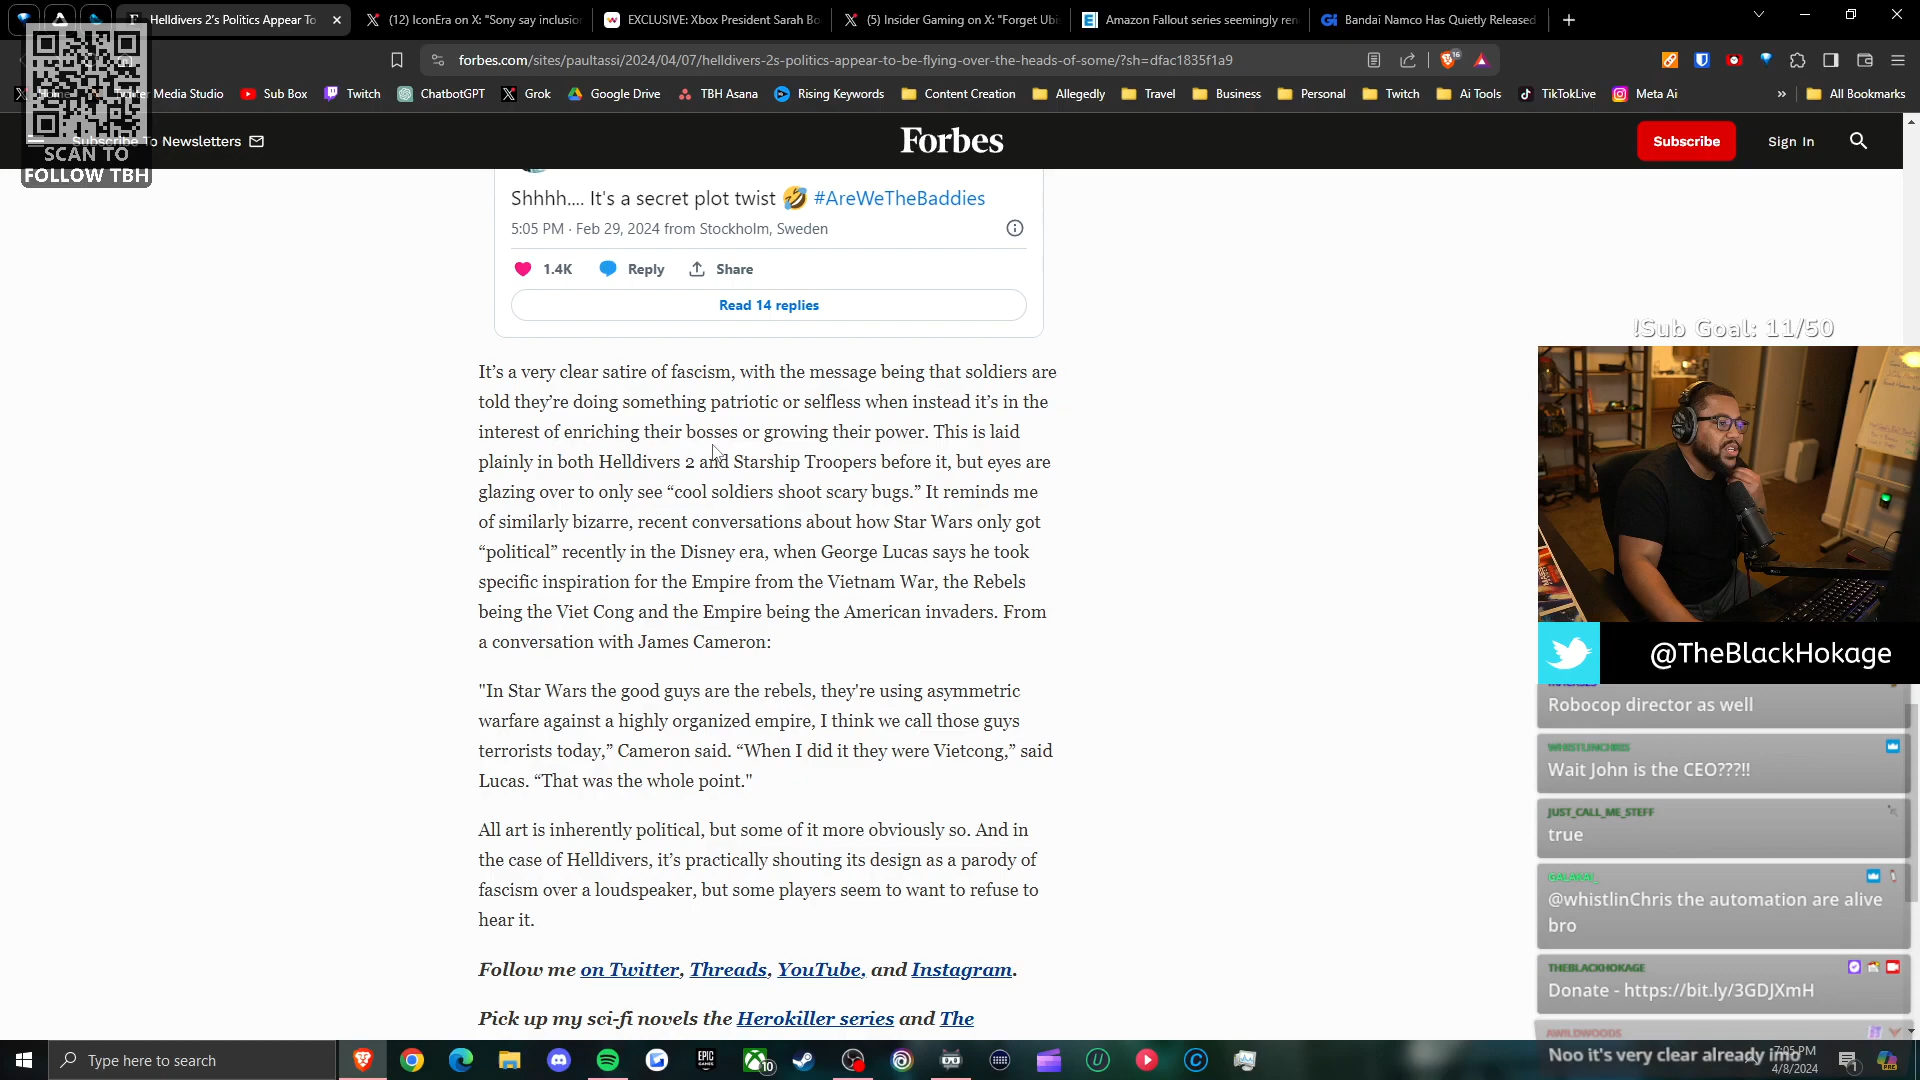 Helldivers 2's Politics Appear To
(12) IconEra on X: "Sony say inclusion
EXCLUSIVE: Xbox President Sarah Bo
(5) Insider Gaming on X: "Forget Ubi
Amazon Fallout series seemingly ren
Bandai Namco Has Quietly Released
forbes.com/sites/paultassi/2024/04/07/helldivers-2s-politics-appear-to-be-flying-over-the-heads-of-some/?sh=dfac1835f1a9
Media Studio
Sub Box
Twitch
ChatbotGPT
Grok
Google Drive
TBH Asana
Rising Keywords
Content Creation
Allegedly
Travel
Business
Personal
Twitch
Ai Tools
TikTokLive
Meta Ai
All Bookmarks
SCAN TO
FOLLOW TBH
Subscribe To Newsletters
Forbes
Subscribe
Sign In
Shhhh.... It's a secret plot twist 🤣 #AreWeTheBaddies
5:05 PM · Feb 29, 2024 from Stockholm, Sweden
1.4K Reply Share
Read 14 replies
It's a very clear satire of fascism, with the message being that soldiers are
told they're doing something patriotic or selfless when instead it's in the
interest of enriching their bosses or growing their power. This is laid
plainly in both Helldivers 2 and Starship Troopers before it, but eyes are
glazing over to only see "cool soldiers shoot scary bugs." It reminds me
of similarly bizarre, recent conversations about how Star Wars only got
"political" recently in the Disney era, when George Lucas says he took
specific inspiration for the Empire from the Vietnam War, the Rebels
being the Viet Cong and the Empire being the American invaders. From
a conversation with James Cameron:
"In Star Wars the good guys are the rebels, they're using asymmetric
warfare against a highly organized empire, I think we call those guys
terrorists today," Cameron said. "When I did it they were Vietcong," said
Lucas. "That was the whole point."
All art is inherently political, but some of it more obviously so. And in
the case of Helldivers, it's practically shouting its design as a parody of
fascism over a loudspeaker, but some players seem to want to refuse to
hear it.
Follow me on Twitter, Threads, YouTube, and Instagram.
Pick up my sci-fi novels the Herokiller series and The
!Sub Goal: 11/50
@TheBlackHokage
Robocop director as well
WHISTLINCHRIS
Wait John is the CEO???!!
JUST_CALL_ME_STEFF
true
GALAKAI_
@whistlinChris the automation are alive
bro
THEBLACKHOKAGE
Donate - https://bit.ly/3GDJXmH
AWILDWOODS
Noo it's very clear already imo
Type here to search
EPIC
GAMES
10
7:05 PM
4/8/2024